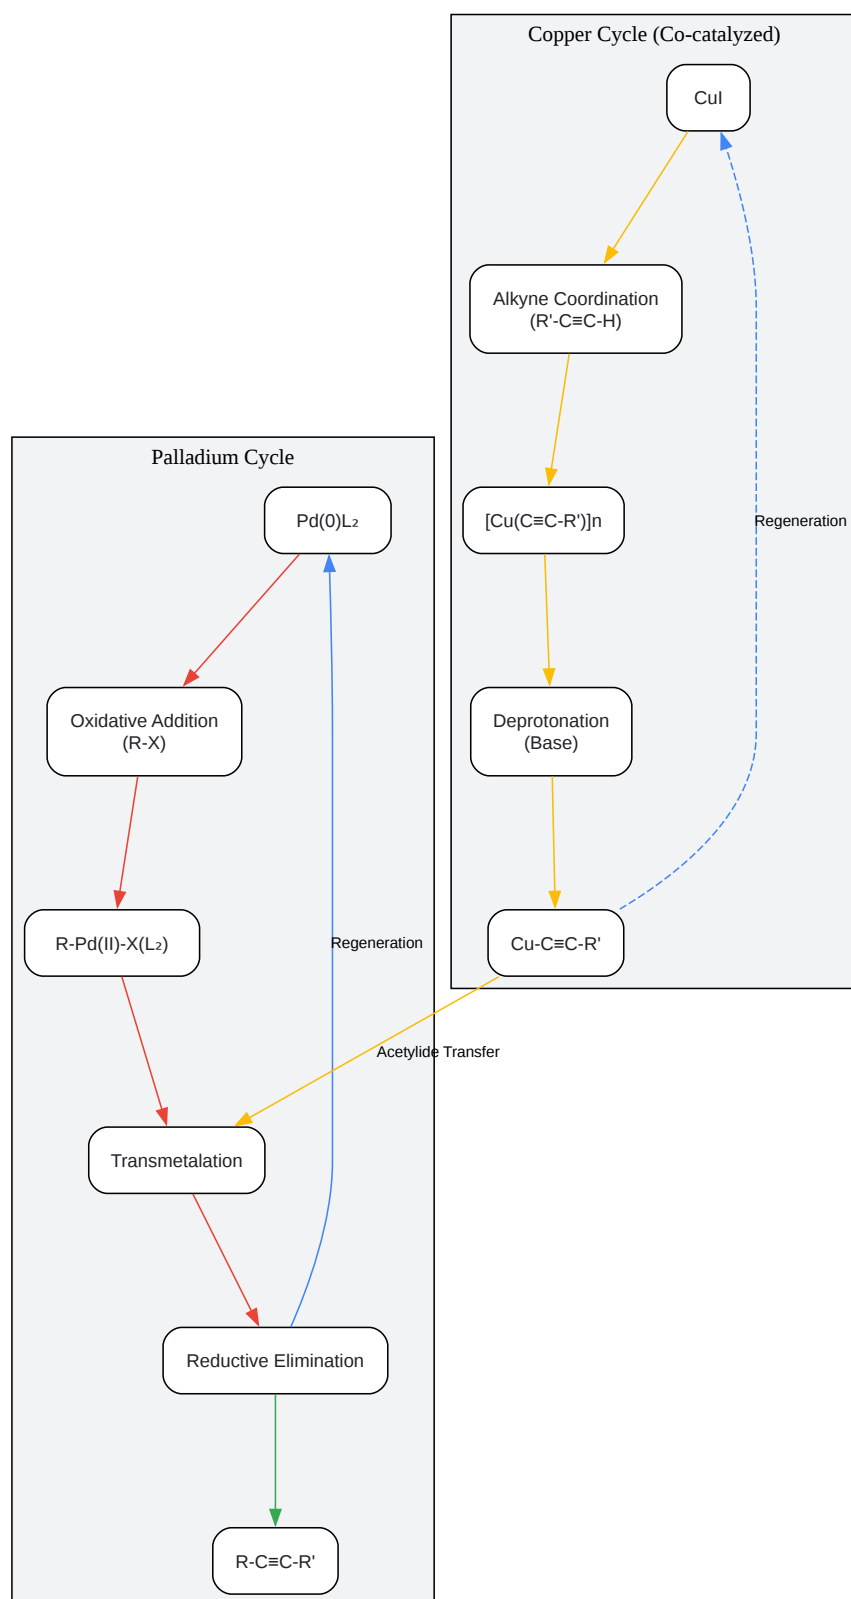 Copper Cycle (Co-catalyzed)
CuI
Alkyne Coordination
(R'-C≡C-H)
[Cu(C≡C-R')]n
Regeneration
Deprotonation
(Base)
Cu-C≡C-R'
Palladium Cycle
Pd(0)L₂
Oxidative Addition
(R-X)
R-Pd(II)-X(L₂)
Regeneration
Acetylide Transfer
Transmetalation
Reductive Elimination
R-C≡C-R'